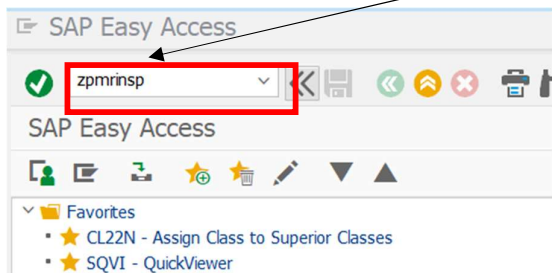 SAP Easy Access
zpmrinsp
SAP Easy Access
Favorites
CL22N - Assign Class to Superior Classes
SQVI - QuickViewer